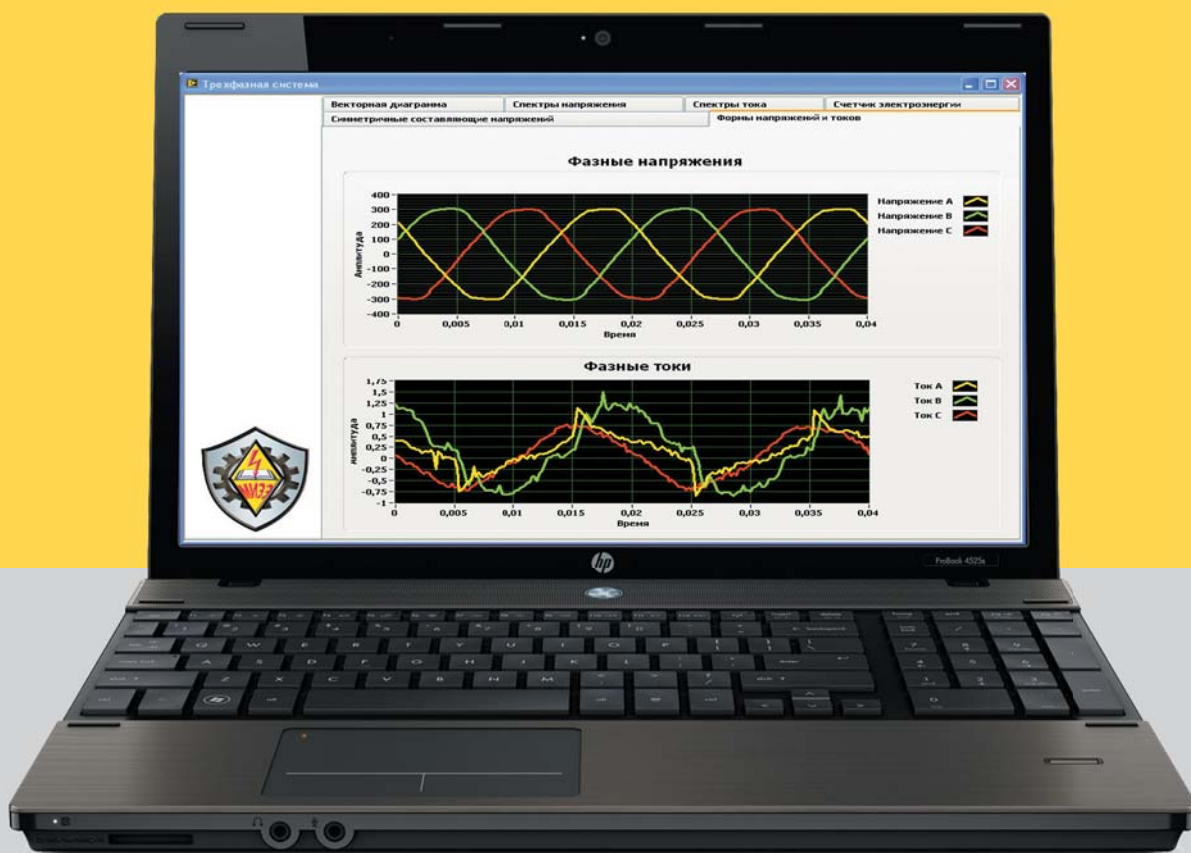 Трехфазная система
Векторная диаграмма
Спектры напряжения
Спектры тока
Счетчик электроэнергии
Симметричные составляющие напряжений
Формы напряжений и токов
Фазные напряжения
400
300
200
100
0
-100
-200
-300
-400
Амплитуда
0 0,005 0,01 0,015 0,02 0,025 0,03 0,035 0,04
Время
Напряжение A
Напряжение B
Напряжение C
Фазные токи
1,75
1,5
1,25
1
0,75
0,5
0,25
0
-0,25
-0,5
-0,75
-1
Амплитуда
0 0,005 0,01 0,015 0,02 0,025 0,03 0,035 0,04
Время
Ток A
Ток B
Ток C
hp
ProBook 4525s
Q W E R T Y U I O P
A S D F G H J K L
Z X C V B N M